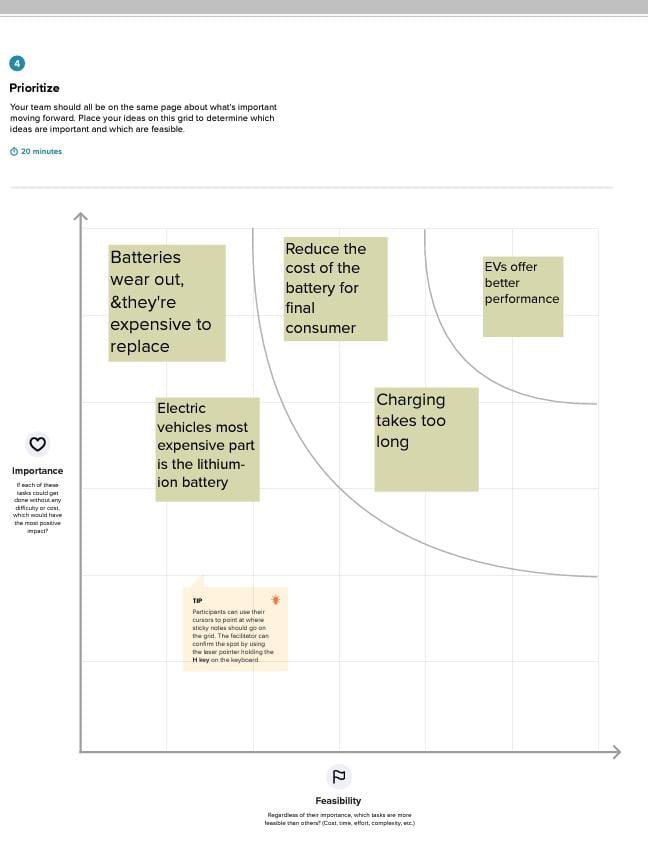 4
Prioritize
Your team should all be on the same page about what's important
moving forward. Place your ideas on this grid to determine which
ideas are important and which are feasible.
20 minutes
Batteries
wear out,
&they're
expensive to
replace
Reduce the
cost of the
battery for
final
consumer
EVs offer
better
performance
Electric
vehicles most
expensive part
is the lithium-
ion battery
Charging
takes too
long
Importance
If each of these
tasks could get
done without any
difficulty or cost,
which would have
the most positive
impact?
TIP
Participants can use their
cursors to point at where
sticky notes should go on
the grid. The facilitator can
confirm the spot by using
the laser pointer holding the
H key on the keyboard.
Feasibility
Regardless of their importance, which tasks are more
feasible than others? (Cost, time, effort, complexity, etc.)